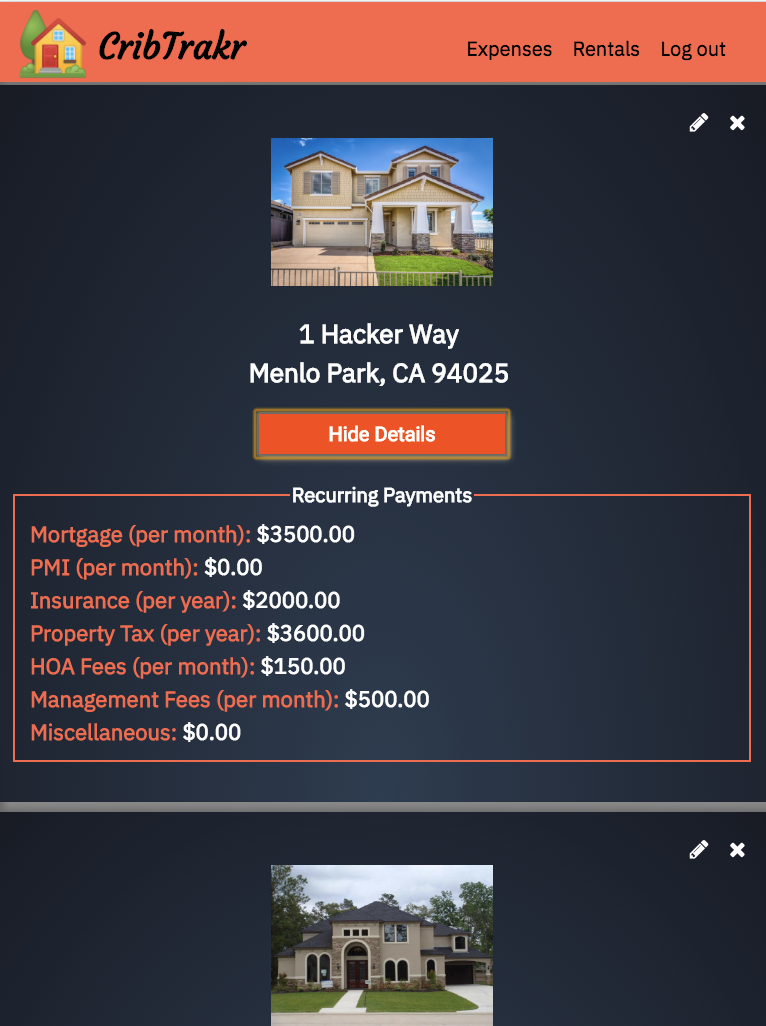 CribTrakr
Expenses Rentals Log out
1 Hacker Way
Menlo Park, CA 94025
Hide Details
Recurring Payments
Mortgage (per month): $3500.00
PMI (per month): $0.00
Insurance (per year): $2000.00
Property Tax (per year): $3600.00
HOA Fees (per month): $150.00
Management Fees (per month): $500.00
Miscellaneous: $0.00